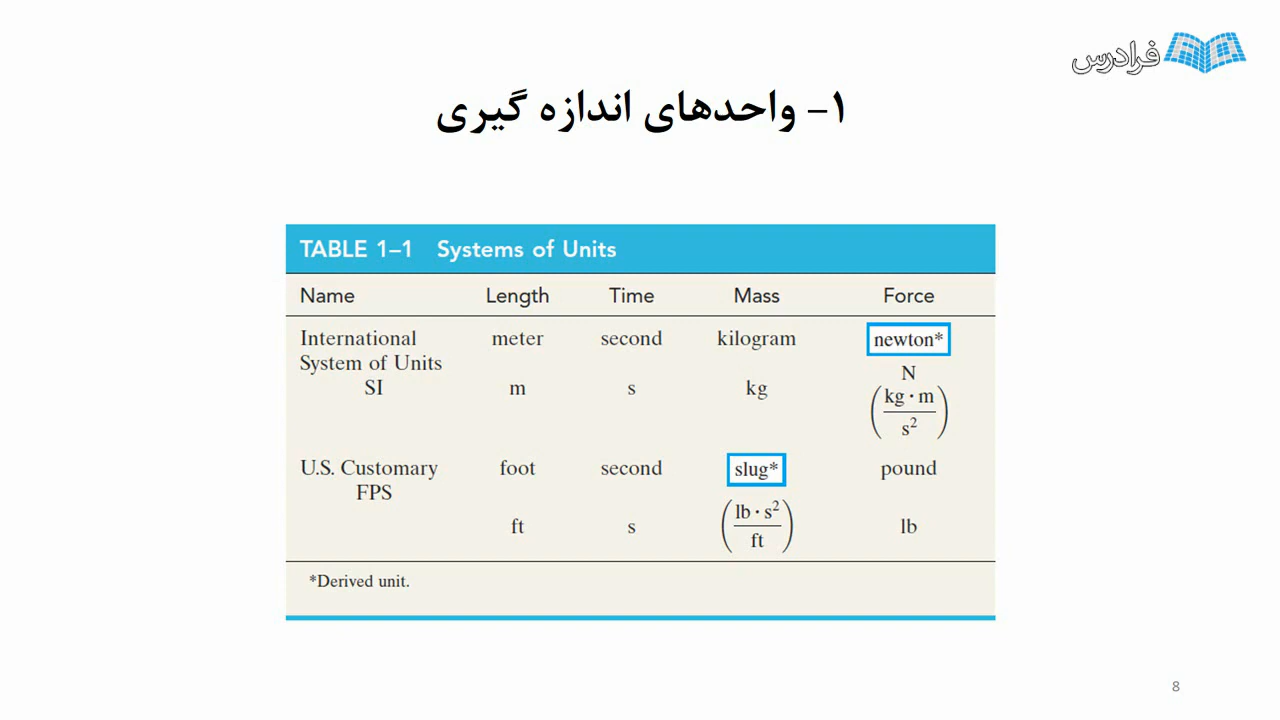 فرادرس
۱- واحدهای اندازه گیری
TABLE 1–1 Systems of Units
Name Length Time Mass Force
International System of Units SI meter second kilogram newton*
m s kg N (kg · m / s²)
U.S. Customary FPS foot second slug* pound
ft s (lb · s² / ft) lb
*Derived unit.
8